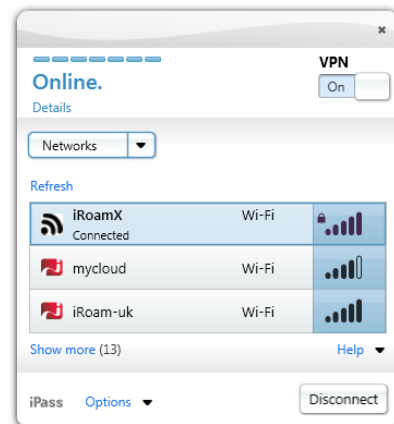 VPN
Online.
On
Details
Networks
Refresh
iRoamX Wi-Fi
Connected
mycloud Wi-Fi
iRoam-uk Wi-Fi
Show more (13) Help
iPass Options Disconnect